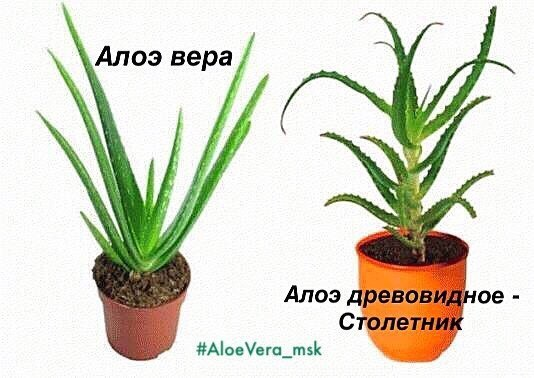 Алоэ вера
Алоэ древовидное -
Столетник
#AloeVera_msk